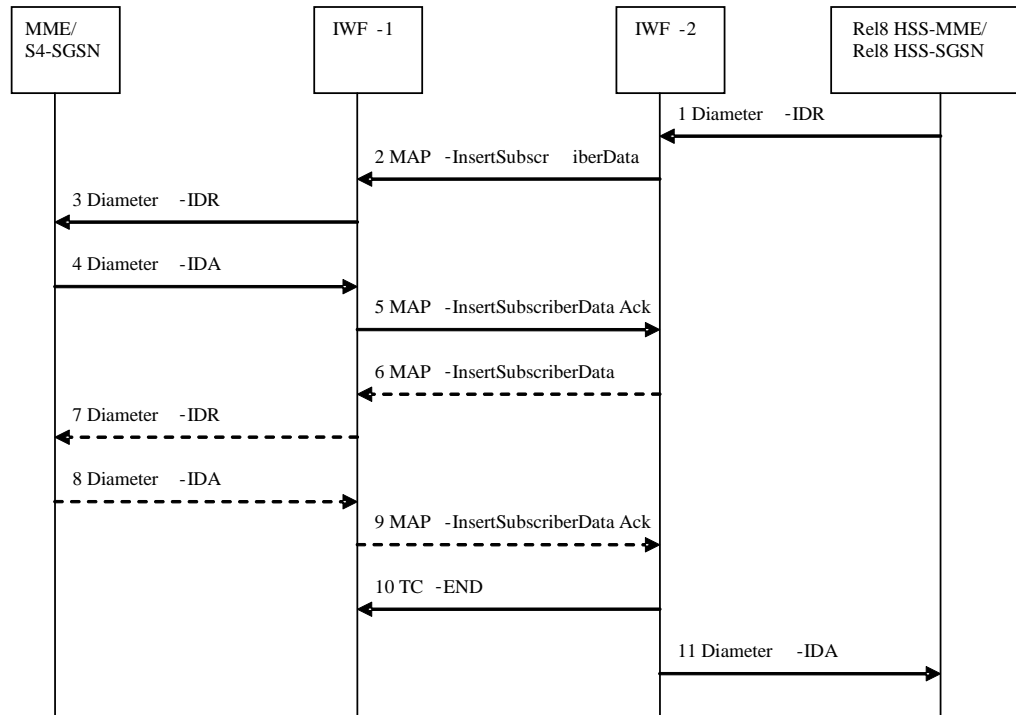 MME/
S4-SGSN
IWF -1
IWF -2
Rel8 HSS-MME/
Rel8 HSS-SGSN
1 Diameter -IDR
2 MAP -InsertSubscr iberData
3 Diameter -IDR
4 Diameter -IDA
5 MAP -InsertSubscriberData Ack
6 MAP -InsertSubscriberData
7 Diameter -IDR
8 Diameter -IDA
9 MAP -InsertSubscriberData Ack
10 TC -END
11 Diameter -IDA